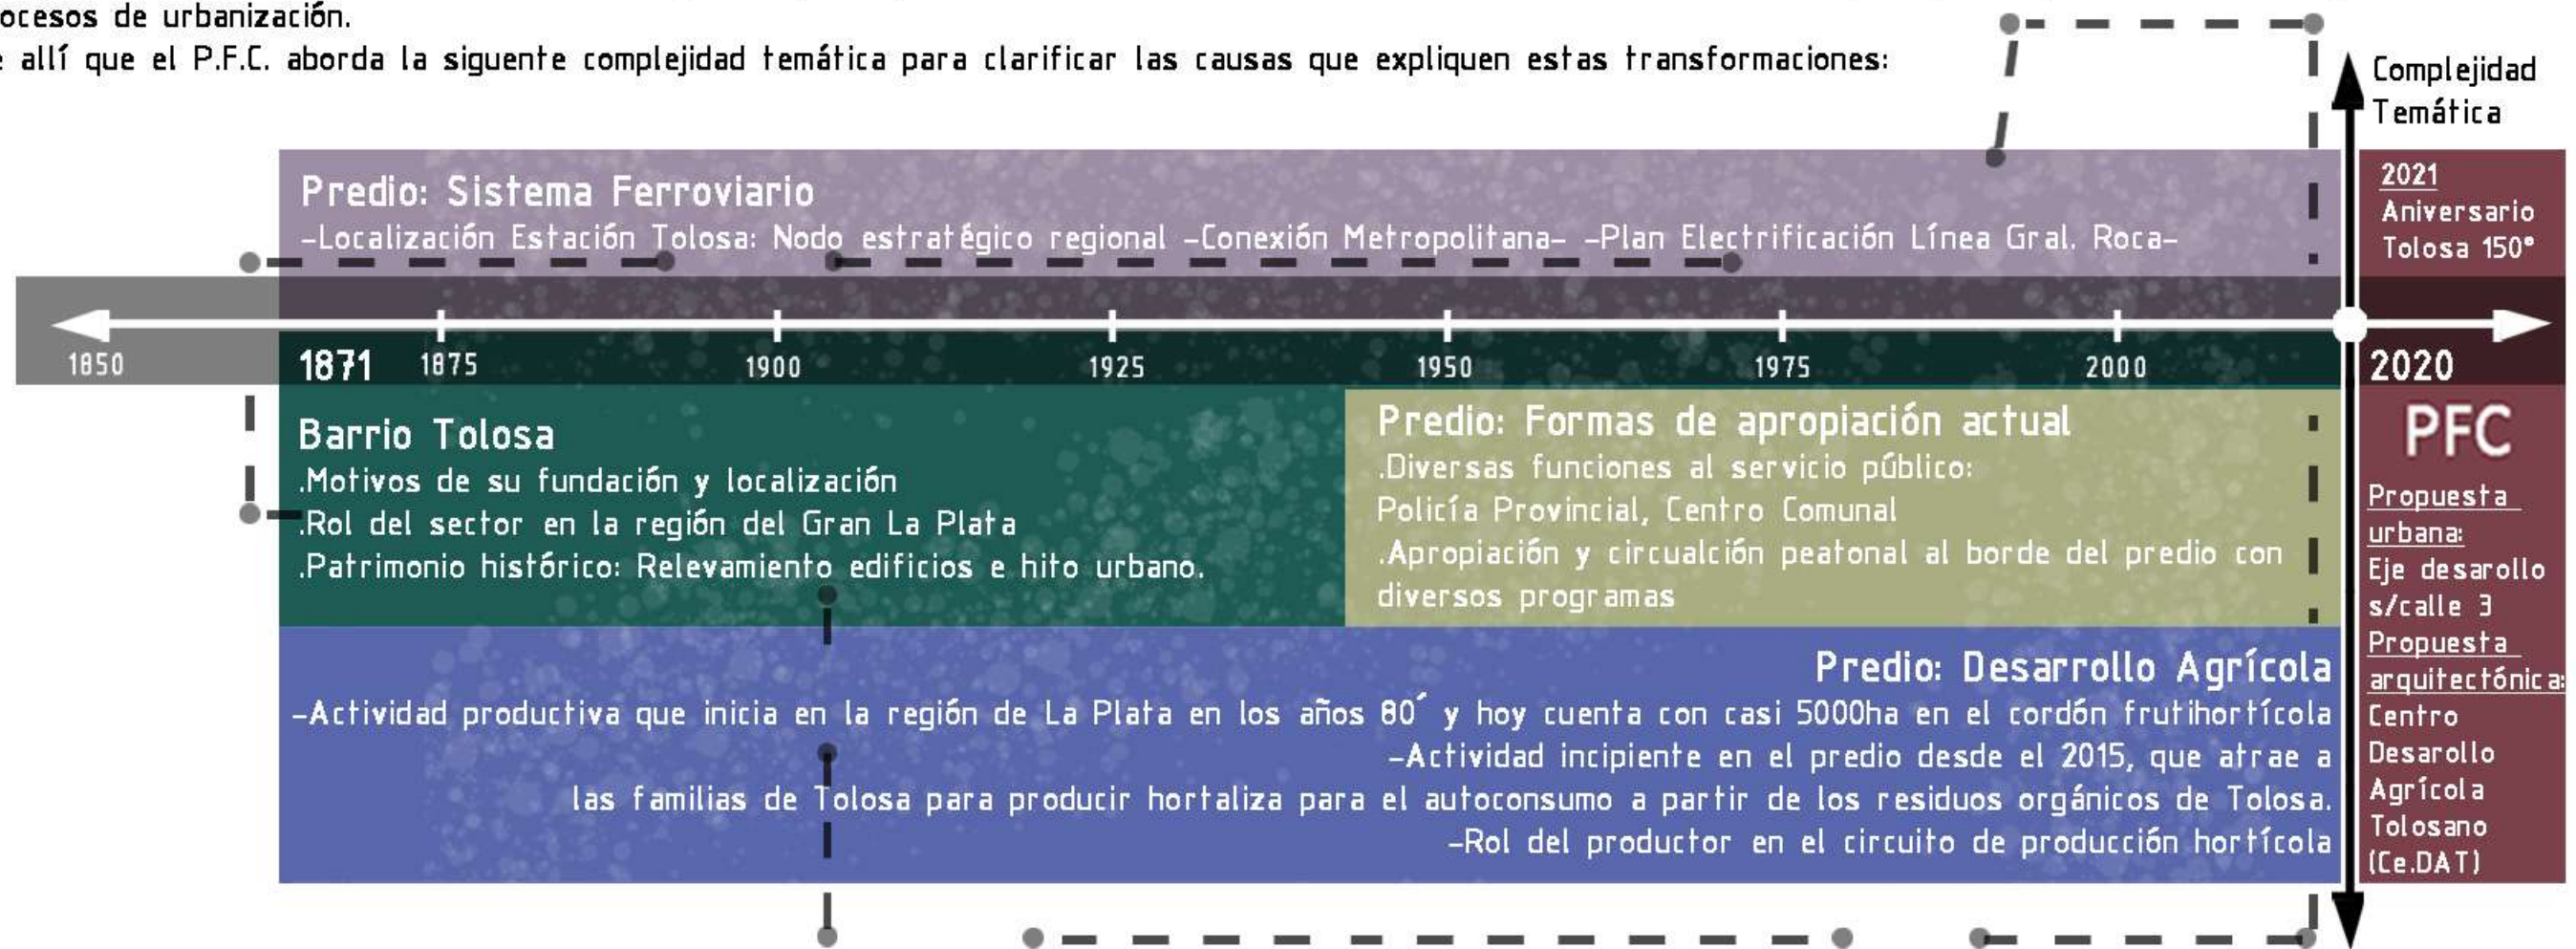 ocesos de urbanización.
e allí que el P.F.C. aborda la siguente complejidad temática para clarificar las causas que expliquen estas transformaciones:
Complejidad
Temática
Predio: Sistema Ferroviario
-Localización Estación Tolosa: Nodo estratégico regional -Conexión Metropolitana- -Plan Electrificación Línea Gral. Roca-
2021
Aniversario
Tolosa 150°
1850
1871
1875
1900
1925
1950
1975
2000
2020
Barrio Tolosa
.Motivos de su fundación y localización
.Rol del sector en la región del Gran La Plata
.Patrimonio histórico: Relevamiento edificios e hito urbano.
Predio: Formas de apropiación actual
.Diversas funciones al servicio público:
Policía Provincial, Centro Comunal
.Apropiación y circualción peatonal al borde del predio con
diversos programas
Predio: Desarrollo Agrícola
-Actividad productiva que inicia en la región de La Plata en los años 80´ y hoy cuenta con casi 5000ha en el cordón frutihortícola
-Actividad incipiente en el predio desde el 2015, que atrae a
las familias de Tolosa para producir hortaliza para el autoconsumo a partir de los residuos orgánicos de Tolosa.
-Rol del productor en el circuito de producción hortícola
PFC
Propuesta
urbana:
Eje desarollo
s/calle 3
Propuesta
arquitectónica:
Centro
Desarollo
Agrícola
Tolosano
(Ce.DAT)